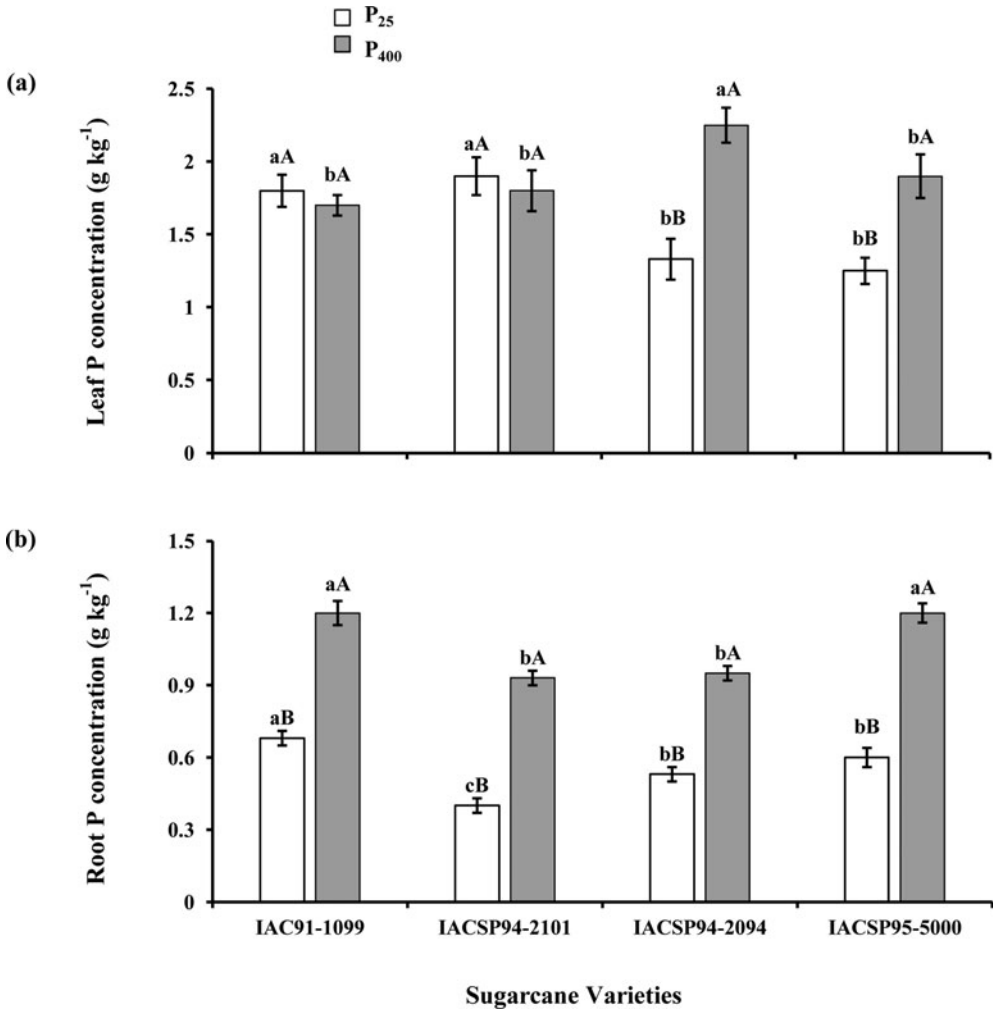 P25
P400
(a)
Leaf P concentration (g kg-1)
2.5
2
1.5
1
0.5
0
aA
bA
aA
bA
bB
aA
bB
bA
(b)
Root P concentration (g kg-1)
1.5
1.2
0.9
0.6
0.3
0
aB
aA
cB
bA
bB
bA
bB
aA
IAC91-1099
IACSP94-2101
IACSP94-2094
IACSP95-5000
Sugarcane Varieties